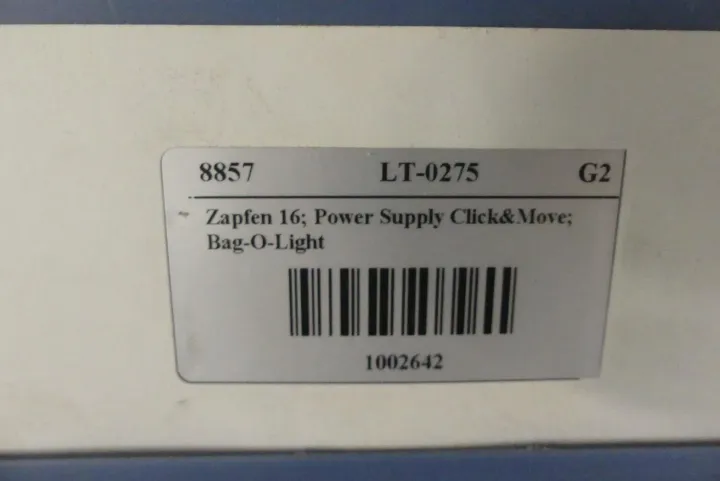 8857 LT-0275 G2
Zapfen 16; Power Supply Click&Move;
Bag-O-Light
1002642